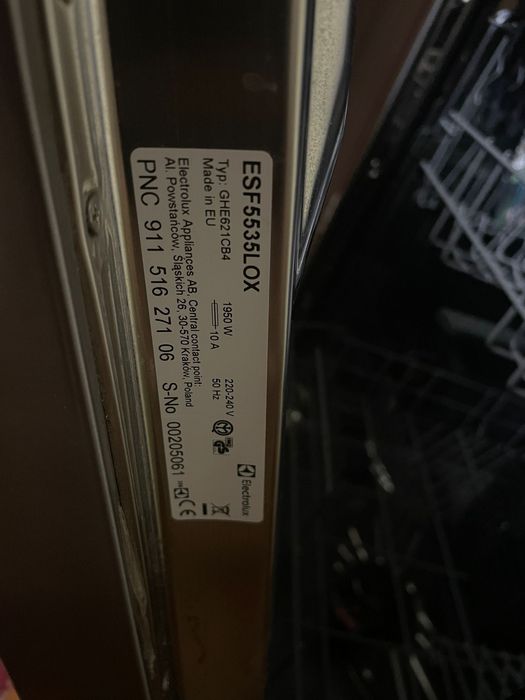 ESF5535LOX
Typ: GHE621CB4
Made in EU
1950 W
10 A
220-240 V
50 Hz
Electrolux
Electrolux Appliances AB, Central contact point:
Al. Powstańców, Śląskich 26, 30-570 Kraków, Poland
PNC 911 516 271 06 S-No 00205061
CE